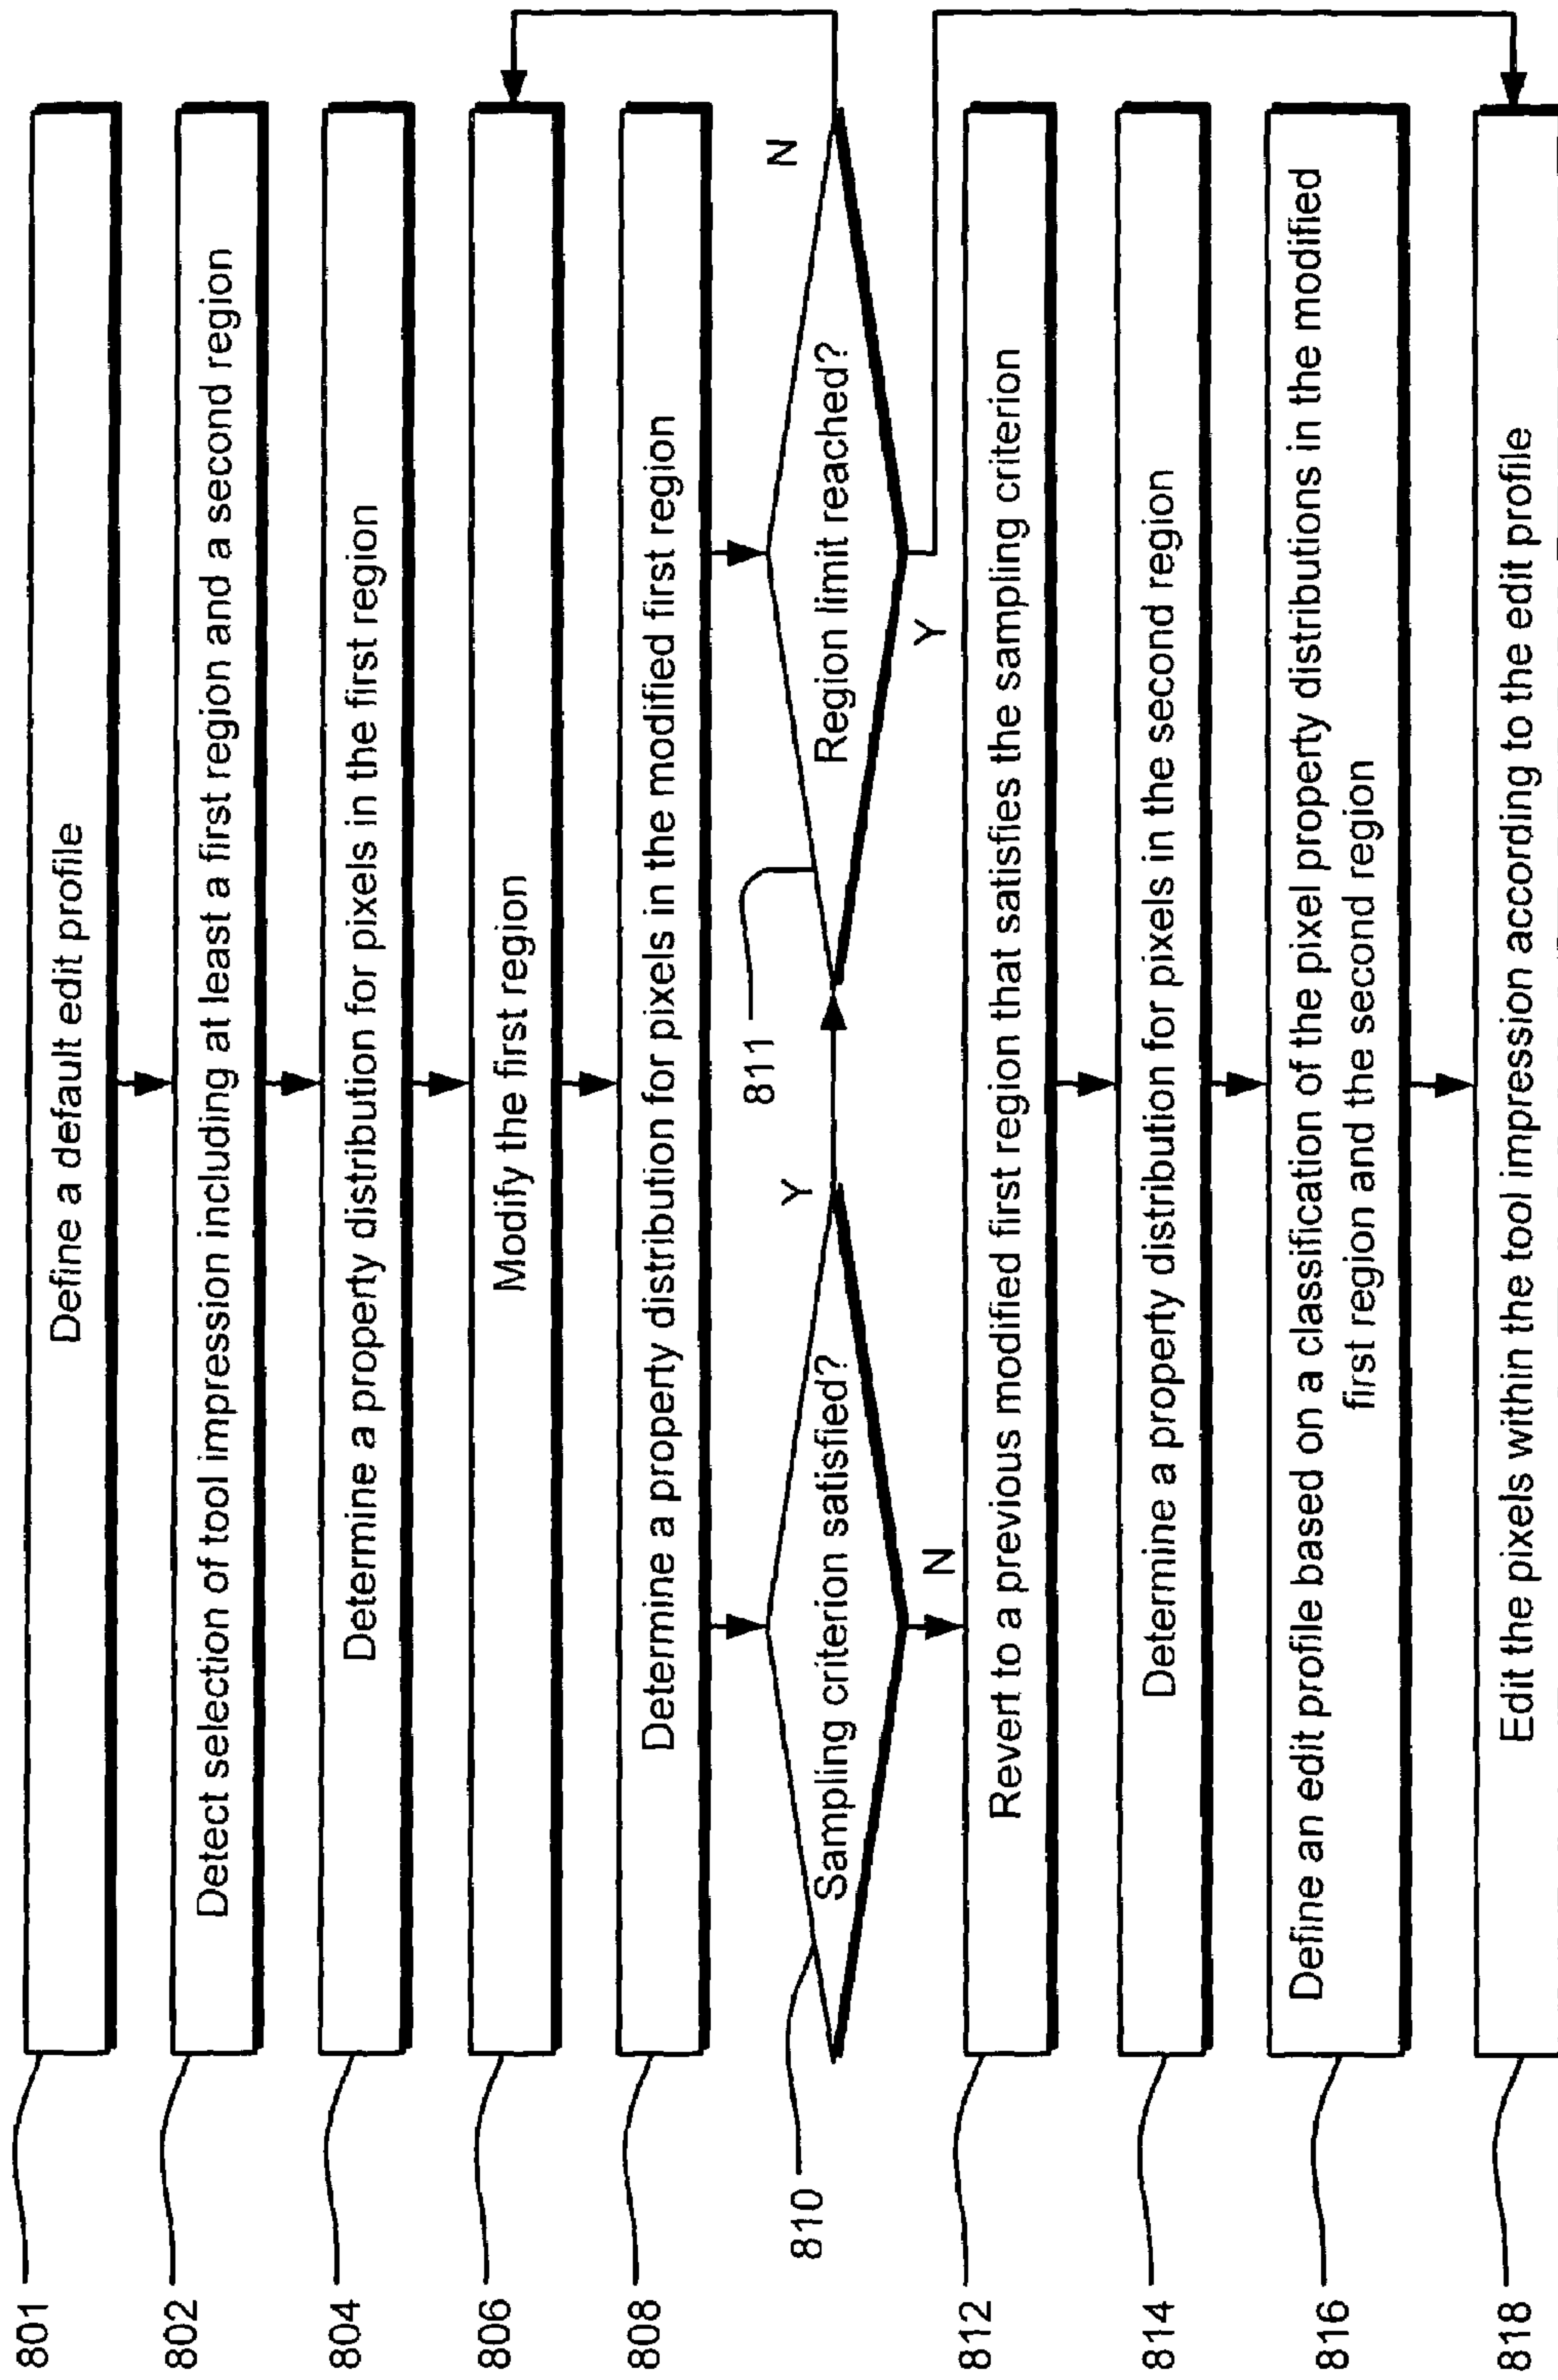 801
Define a default edit profile
802
Detect selection of tool impression including at least a first region and a second region
804
Determine a property distribution for pixels in the first region
806
Modify the first region
808
Determine a property distribution for pixels in the modified first region
810
Sampling criterion satisfied?
Y
N
811
Region limit reached?
N
Y
812
Revert to a previous modified first region that satisfies the sampling criterion
814
Determine a property distribution for pixels in the second region
816
Define an edit profile based on a classification of the pixel property distributions in the modified
first region and the second region
818
Edit the pixels within the tool impression according to the edit profile